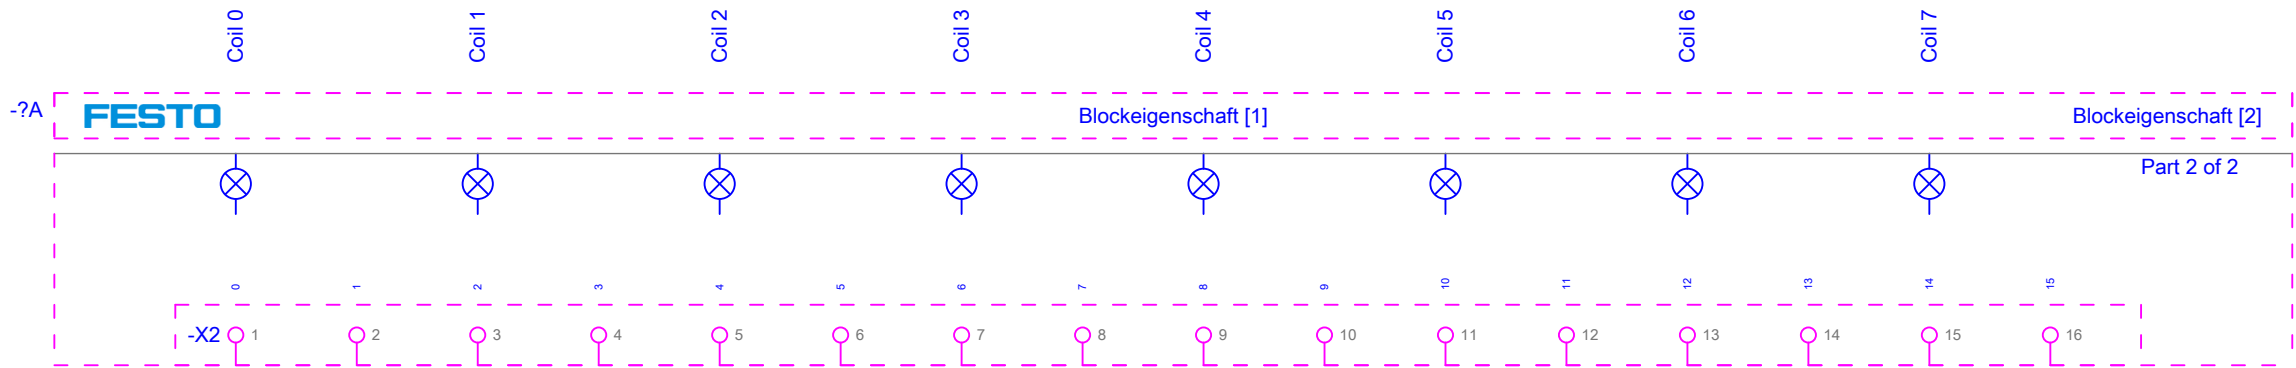 Coil 0 Coil 1 Coil 2 Coil 3 Coil 4 Coil 5 Coil 6 Coil 7
-?A FESTO Blockeigenschaft [1] Blockeigenschaft [2]
Part 2 of 2
0 1 2 3 4 5 6 7 8 9 10 11 12 13 14 15
-X2 1 2 3 4 5 6 7 8 9 10 11 12 13 14 15 16